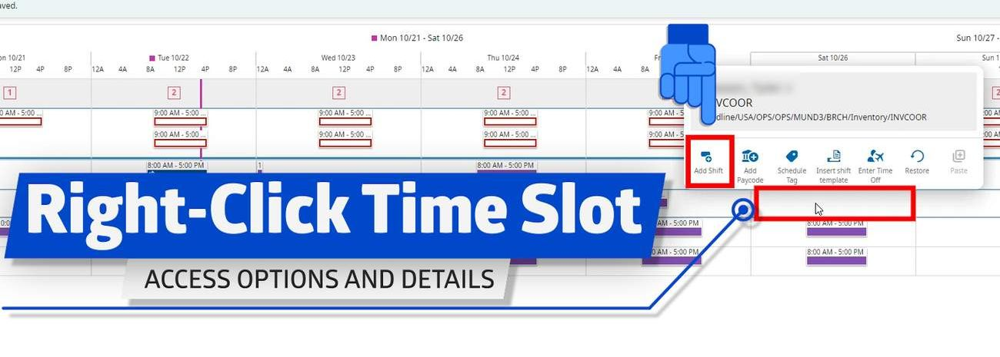 aved.
Mon 10/21 - Sat 10/26
Sun 10/27 -
on 10/21
Tue 10/22
Wed 10/23
Thu 10/24
Fr
Sat 10/26
Sun 1
12P 4P 8P 12A 4A 8A 12P 4P 8P 12A 4A 8A 12P 4P 8P 12A 4A 8A 12P 4P 8P 12A 4A 8A
1
2
2
2
2
0 AM - 5:00 ...
9:00 AM - 5:00 ...
9:00 AM - 5:00 ...
9:00 AM - 5:00 ...
9:00
9:00 AM - 5:00 ...
9:00 AM - 5:00 ...
9:00 AM - 5:00 ...
9:00
VCOOR
dline/USA/OPS/OPS/MUND3/BRCH/Inventory/INVCOOR
Add Shift
Add Paycode
Schedule Tag
Insert shift template
Enter Time Off
Restore
Paste
8:00 AM - 5:00 PM
1
8:00 AM - 5:00 PM
Right-Click Time Slot
ACCESS OPTIONS AND DETAILS
AM - 5:00 PM
8:00 AM - 5:00 PM
0 AM - 5:00 PM
8:00 AM - 5:00 PM